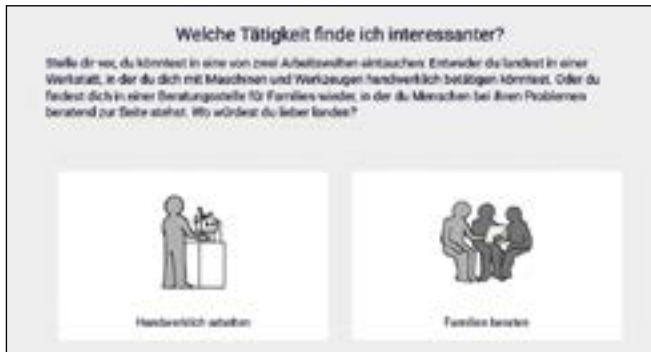 Welche Tätigkeit finde ich interessanter?
Stelle dir vor, du könntest in eine von zwei Arbeitswelten eintauchen: Entweder du landest in einer
Werkstatt, in der du dich mit Maschinen und Werkzeugen handwerklich betätigen könntest. Oder du
findest dich in einer Beratungsstelle für Familien wieder, in der du Menschen bei ihren Problemen
beratend zur Seite stehst. Wo würdest du lieber landen?
Handwerklich arbeiten
Familien beraten